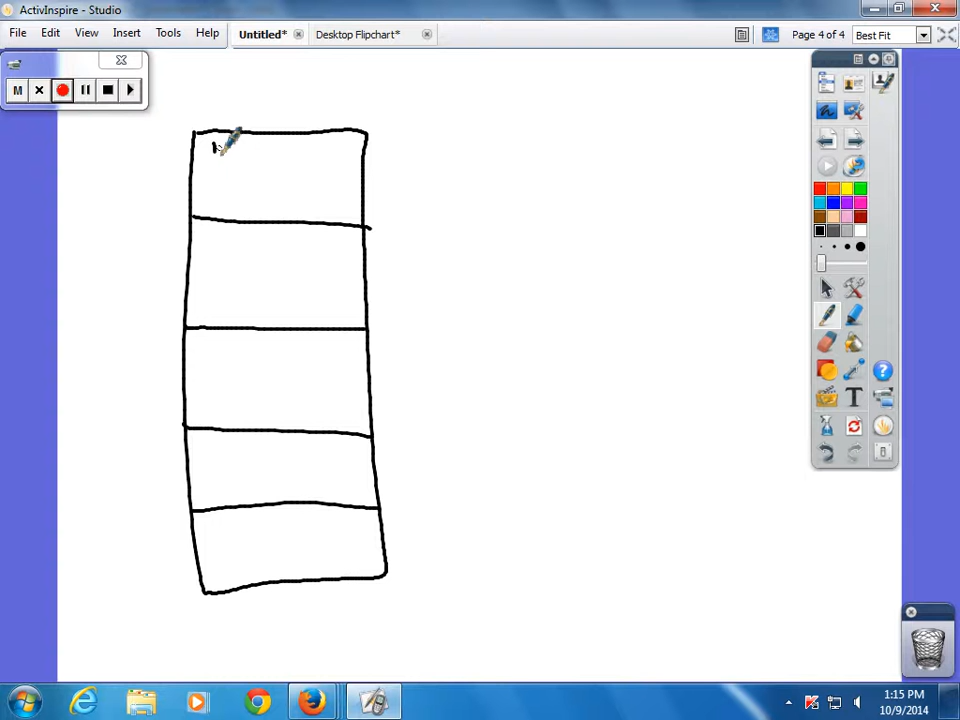 ActivInspire - Studio
File Edit View Insert Tools Help Untitled* Desktop Flipchart* Page 4 of 4 Best Fit
M
T
1:15 PM
10/9/2014